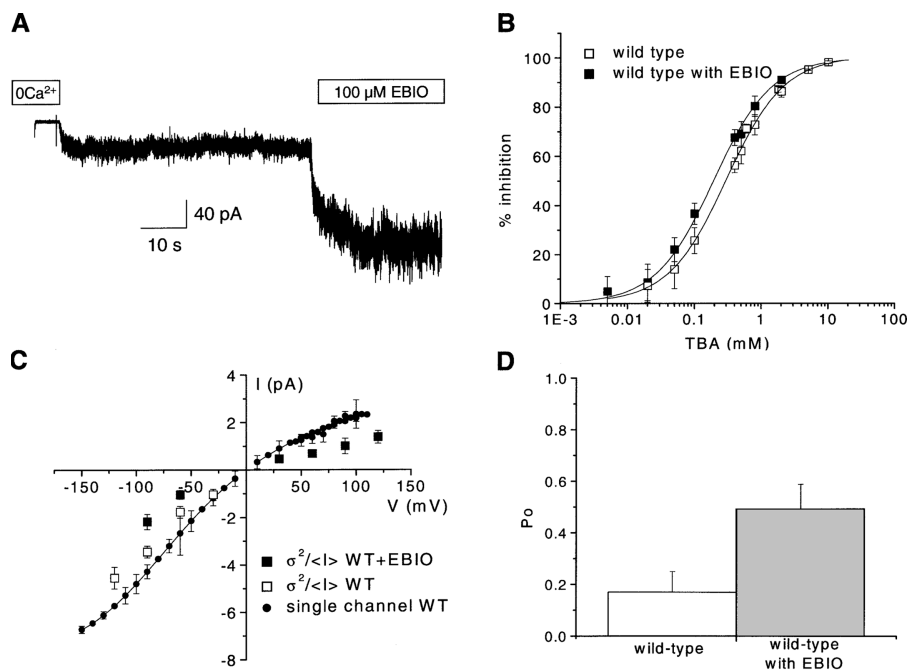 A
0Ca²⁺
100 µM EBIO
40 pA
10 s
B
wild type
wild type with EBIO
100
80
60
40
20
0
% inhibition
1E-3
0.01
0.1
1
10
100
TBA (mM)
C
I (pA)
4
2
-2
-4
-6
-8
-150
-100
-50
50
100
150
V (mV)
σ²/<I> WT+EBIO
σ²/<I> WT
single channel WT
D
1.0
0.8
0.6
0.4
0.2
0.0
Po
wild-type
wild-type
with EBIO